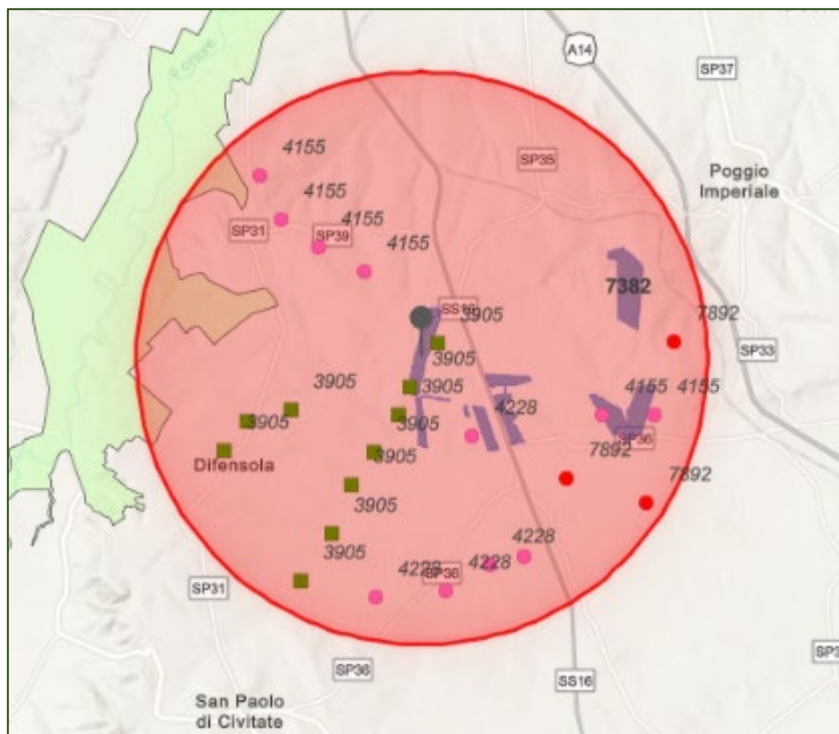 Fortore
A14
SP37
4155
SP35
Poggio
Imperiale
4155
4155
SP31
SP39
4155
7382
3905
7892
3905
SP33
3905
3905
4155
4155
4228
3905
3905
SP36
7892
3905
Difensola
7892
3905
4228
3905
4228
4228
SP36
SP31
SP36
SS16
San Paolo
di Civitate